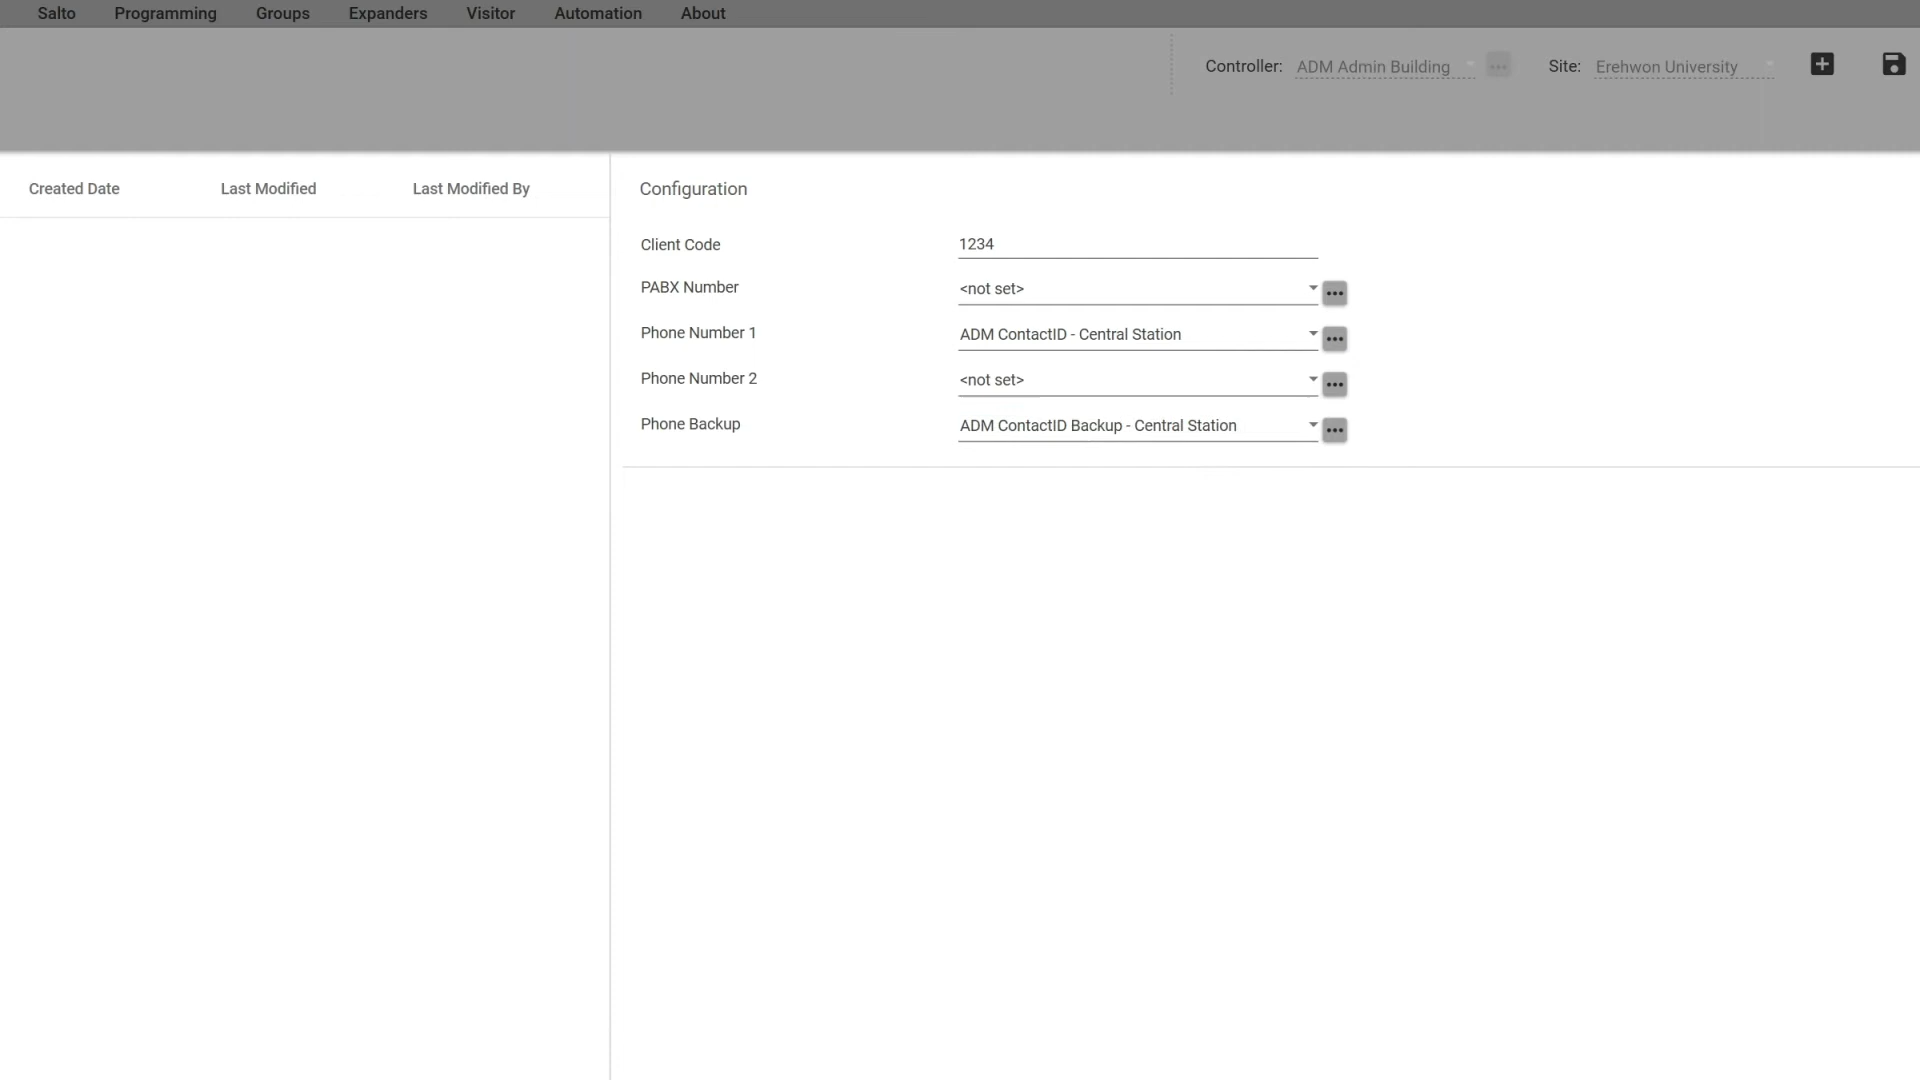 Salto Programming Groups Expanders Visitor Automation About
Controller: ADM Admin Building Site: Erehwon University
Created Date Last Modified Last Modified By
Configuration
Client Code 1234
PABX Number <not set>
Phone Number 1 ADM ContactID - Central Station
Phone Number 2 <not set>
Phone Backup ADM ContactID Backup - Central Station